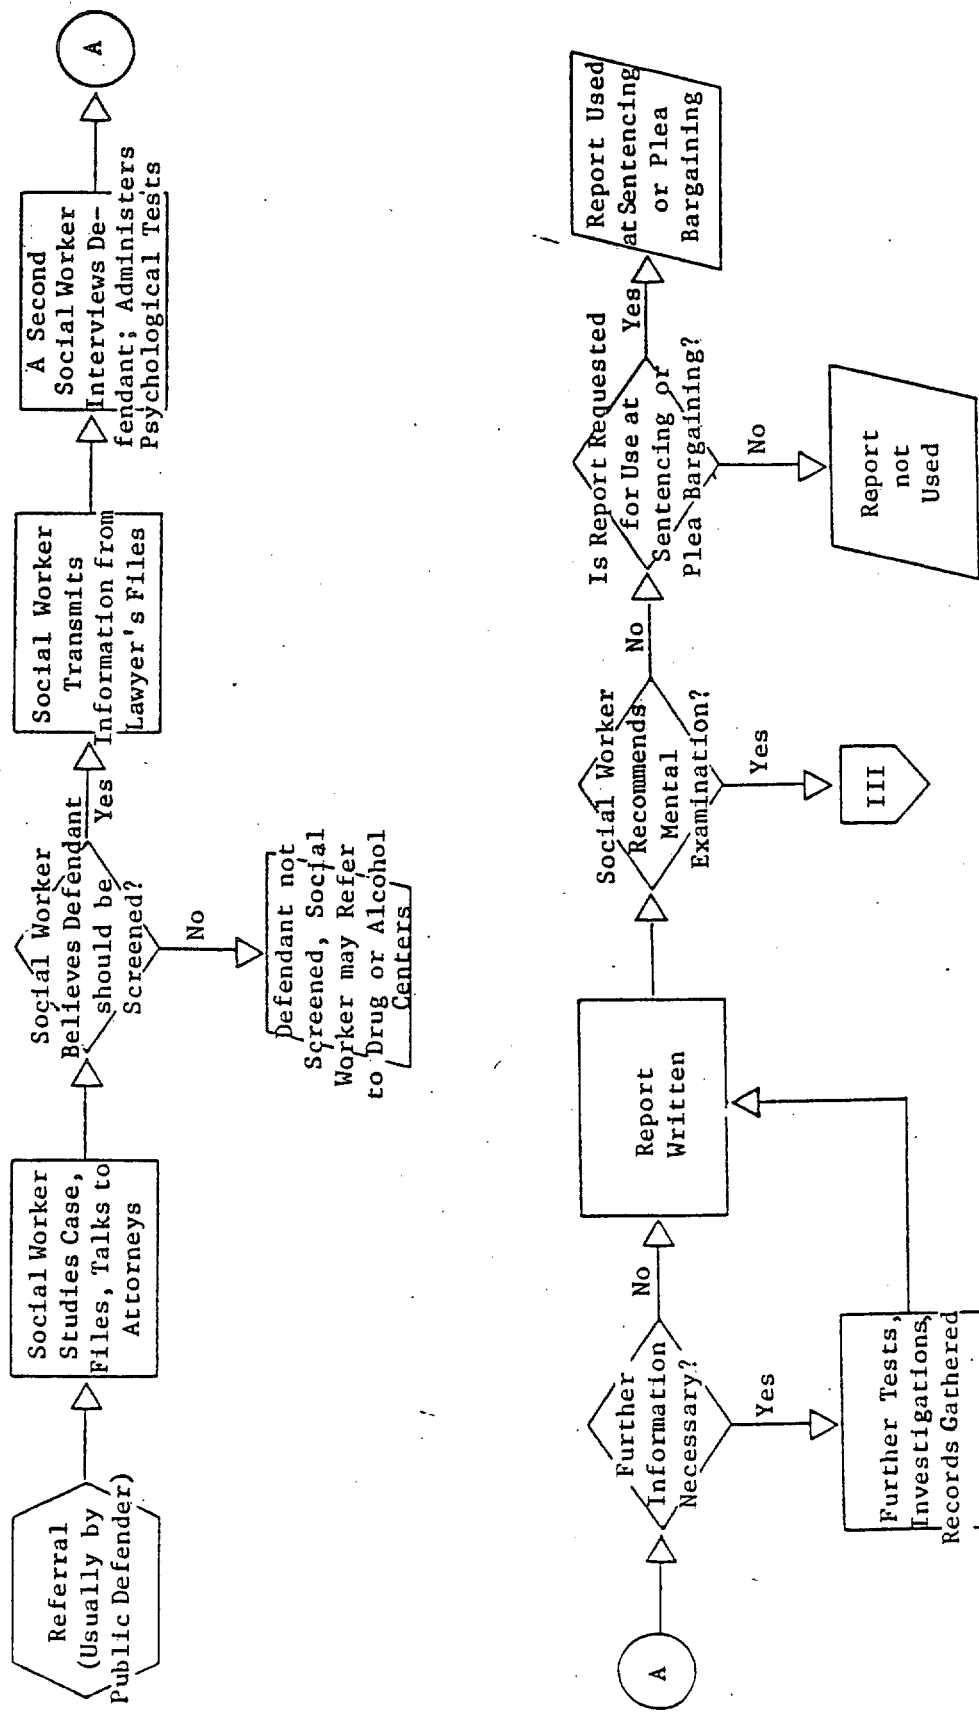 Referral
(Usually by
Public Defender)
Social Worker
Studies Case,
Files, Talks to
Attorneys
Social Worker
Believes Defendant
should be
Screened?
Yes
No
Defendant not
Screened, Social
Worker may Refer
to Drug or Alcohol
Centers
Social Worker
Transmits
Information from
Lawyer's Files
A Second
Social Worker
Interviews De-
fendant; Administers
Psychological Tests
A
A
Further
Information
Necessary?
No
Yes
Further Tests,
Investigations,
Records Gathered
Report
Written
Social Worker
Recommends
Mental
Examination?
No
Yes
III
Is Report Requested
for Use at
Sentencing or
Plea Bargaining?
Yes
No
Report Used
at Sentencing
or Plea
Bargaining
Report
not
Used